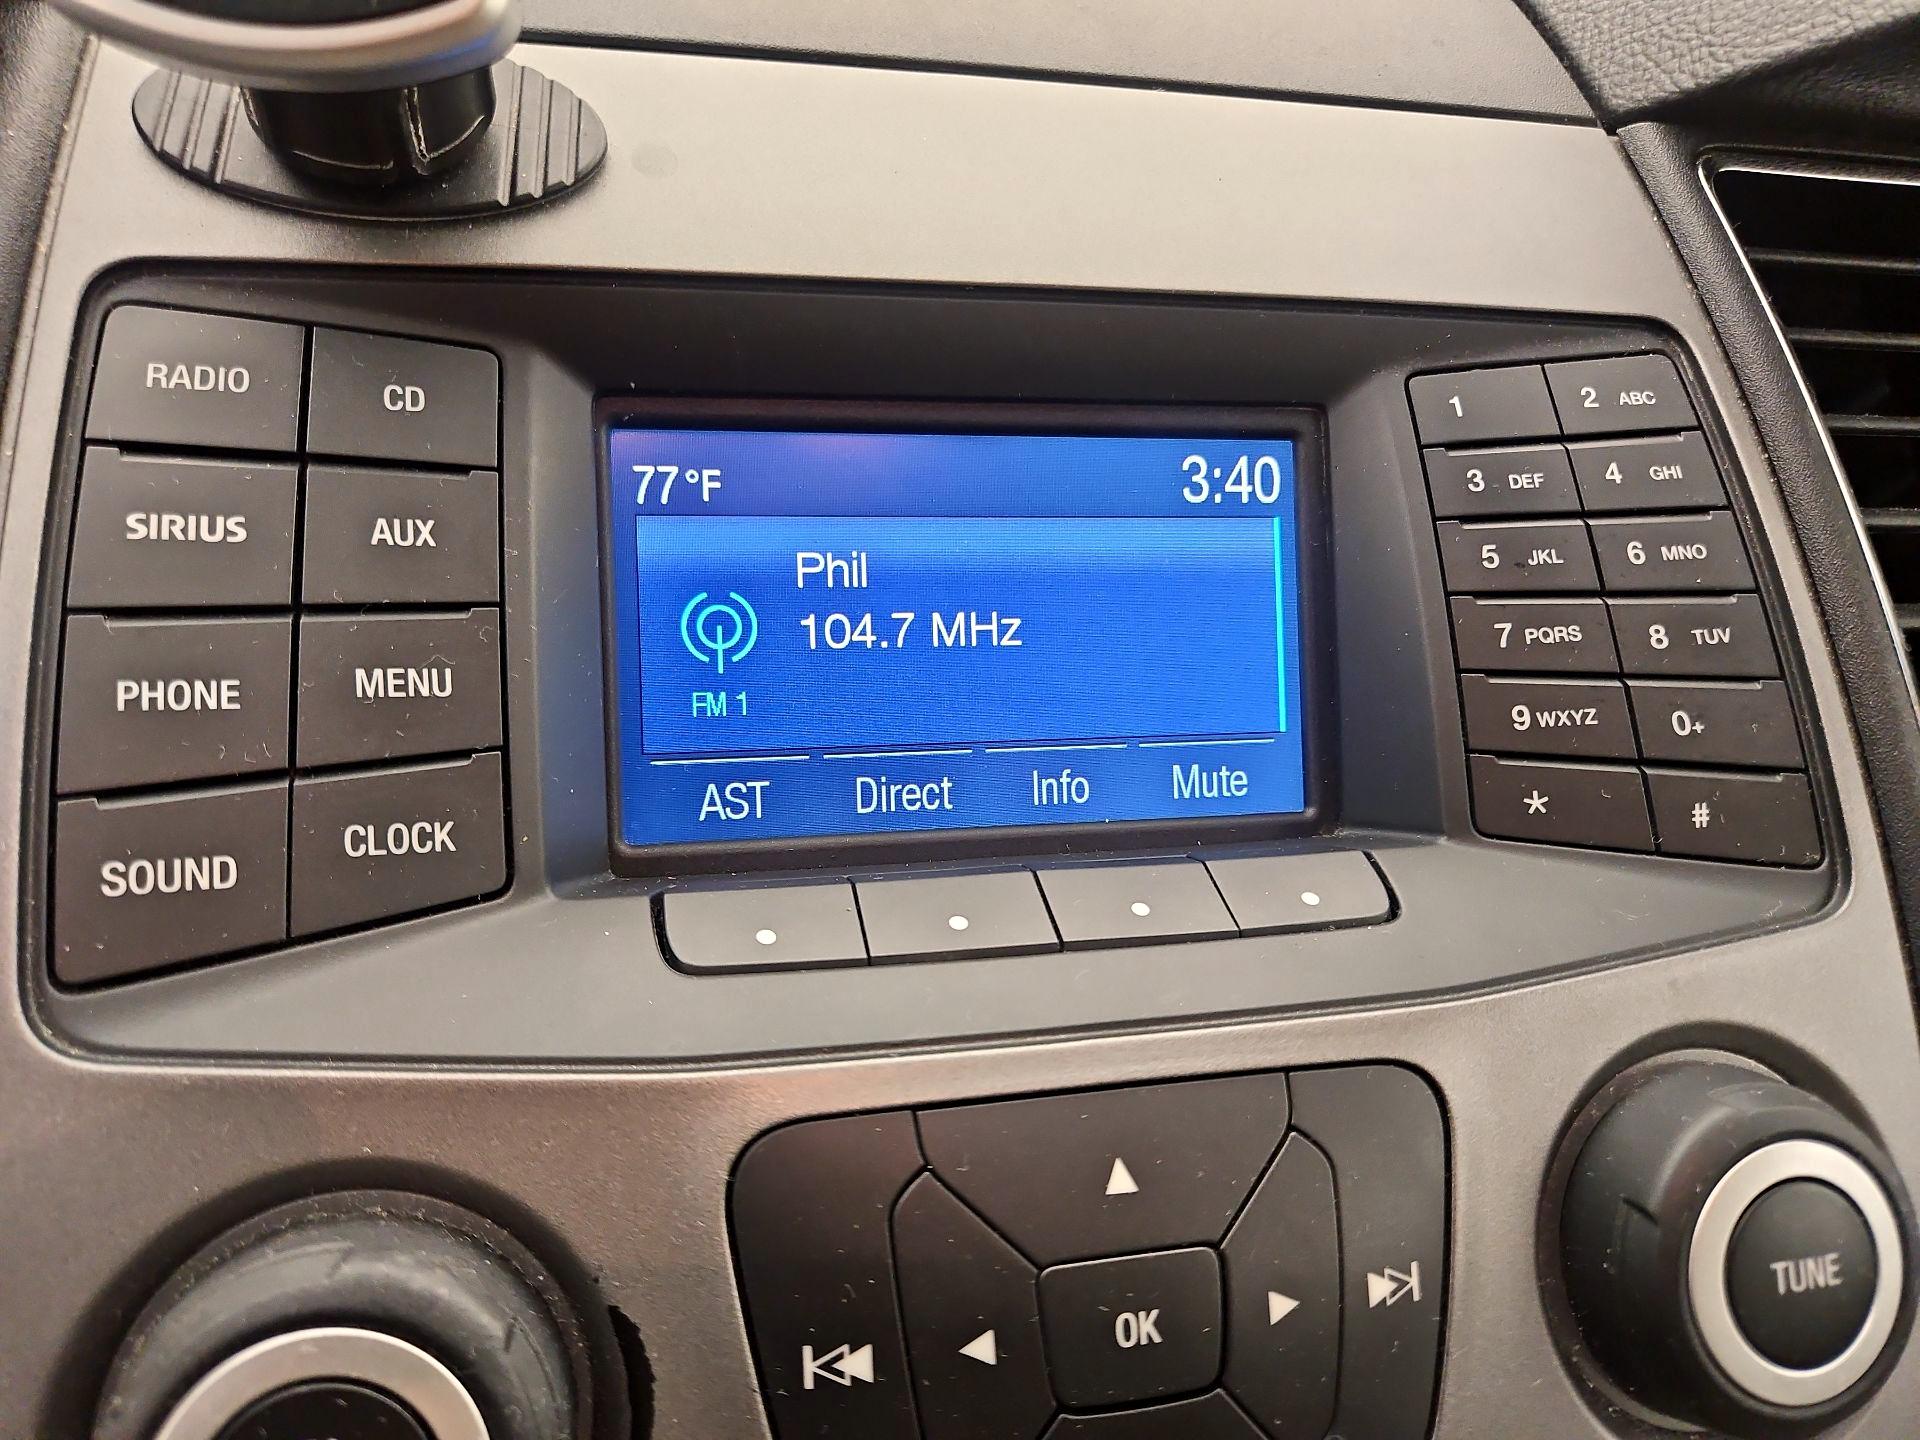 RADIO CD
SIRIUS AUX
PHONE MENU
SOUND CLOCK
77°F 3:40
Phil
104.7 MHz
FM 1
AST Direct Info Mute
1 2 ABC
3 DEF 4 GHI
5 JKL 6 MNO
7 PQRS 8 TUV
9 WXYZ 0+
* #
OK
TUNE